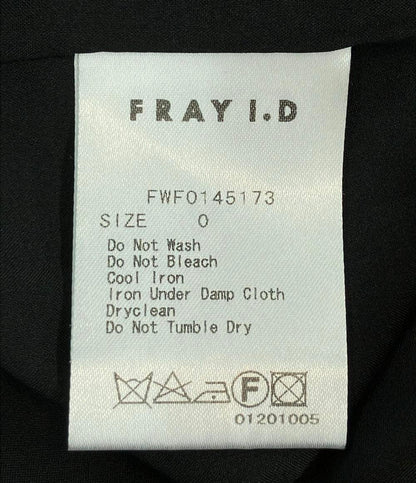 FRAY I.D
FWF0145173
SIZE 0
Do Not Wash
Do Not Bleach
Cool Iron
Iron Under Damp Cloth
Dryclean
Do Not Tumble Dry
F
01201005